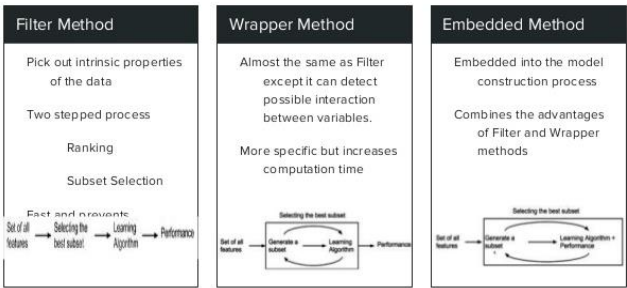 Filter Method
Pick out intrinsic properties
of the data
Two stepped process
Ranking
Subset Selection
Fast and prevents
Set of all
features
Selecting the
best subset
Learning
Algorithm
Performance
Wrapper Method
Almost the same as Filter
except it can detect
possible interaction
between variables.
More specific but increases
computation time
Selecting the best subset
Set of all
features
Generate a
subset
Learning
Algorithm
Performance
Embedded Method
Embedded into the model
construction process
Combines the advantages
of Filter and Wrapper
methods
Selecting the best subset
Set of all
features
Generate a
subset
Learning Algorithm +
Performance